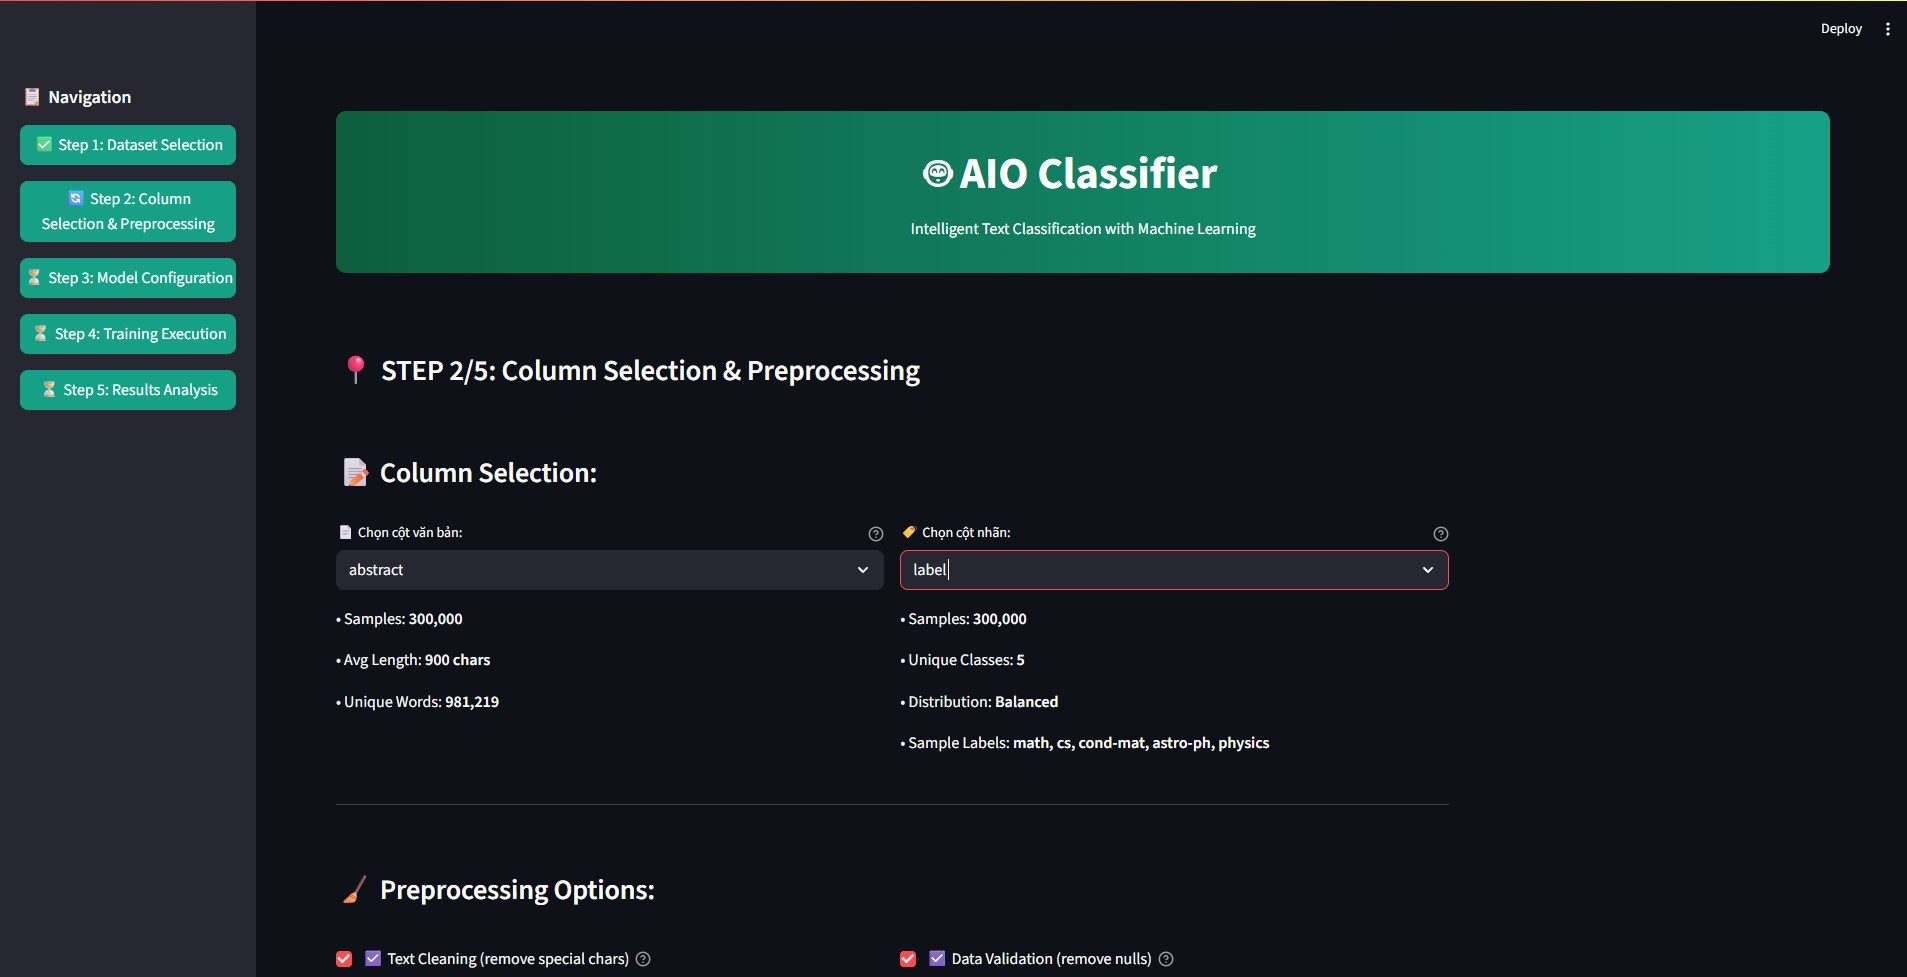 Deploy
Navigation
Step 1: Dataset Selection
Step 2: Column
Selection & Preprocessing
Step 3: Model Configuration
Step 4: Training Execution
Step 5: Results Analysis
AIO Classifier
Intelligent Text Classification with Machine Learning
STEP 2/5: Column Selection & Preprocessing
Column Selection:
Chọn cột văn bản:
abstract
• Samples: 300,000
• Avg Length: 900 chars
• Unique Words: 981,219
Chọn cột nhãn:
label
• Samples: 300,000
• Unique Classes: 5
• Distribution: Balanced
• Sample Labels: math, cs, cond-mat, astro-ph, physics
Preprocessing Options:
Text Cleaning (remove special chars)
Data Validation (remove nulls)